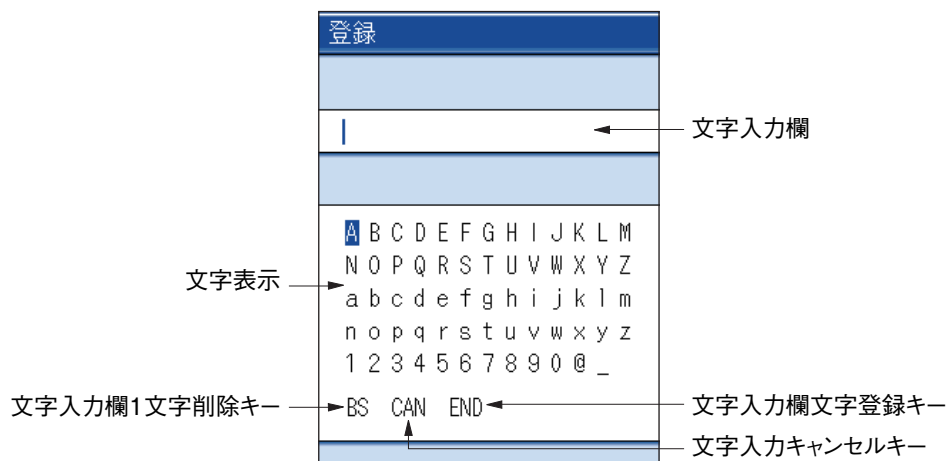 登録
文字入力欄
A B C D E F G H I J K L M
N O P Q R S T U V W X Y Z
文字表示
a b c d e f g h i j k l m
n o p q r s t u v w x y z
1 2 3 4 5 6 7 8 9 0 @ _
文字入力欄1文字削除キー
BS CAN END
文字入力欄文字登録キー
文字入力キャンセルキー